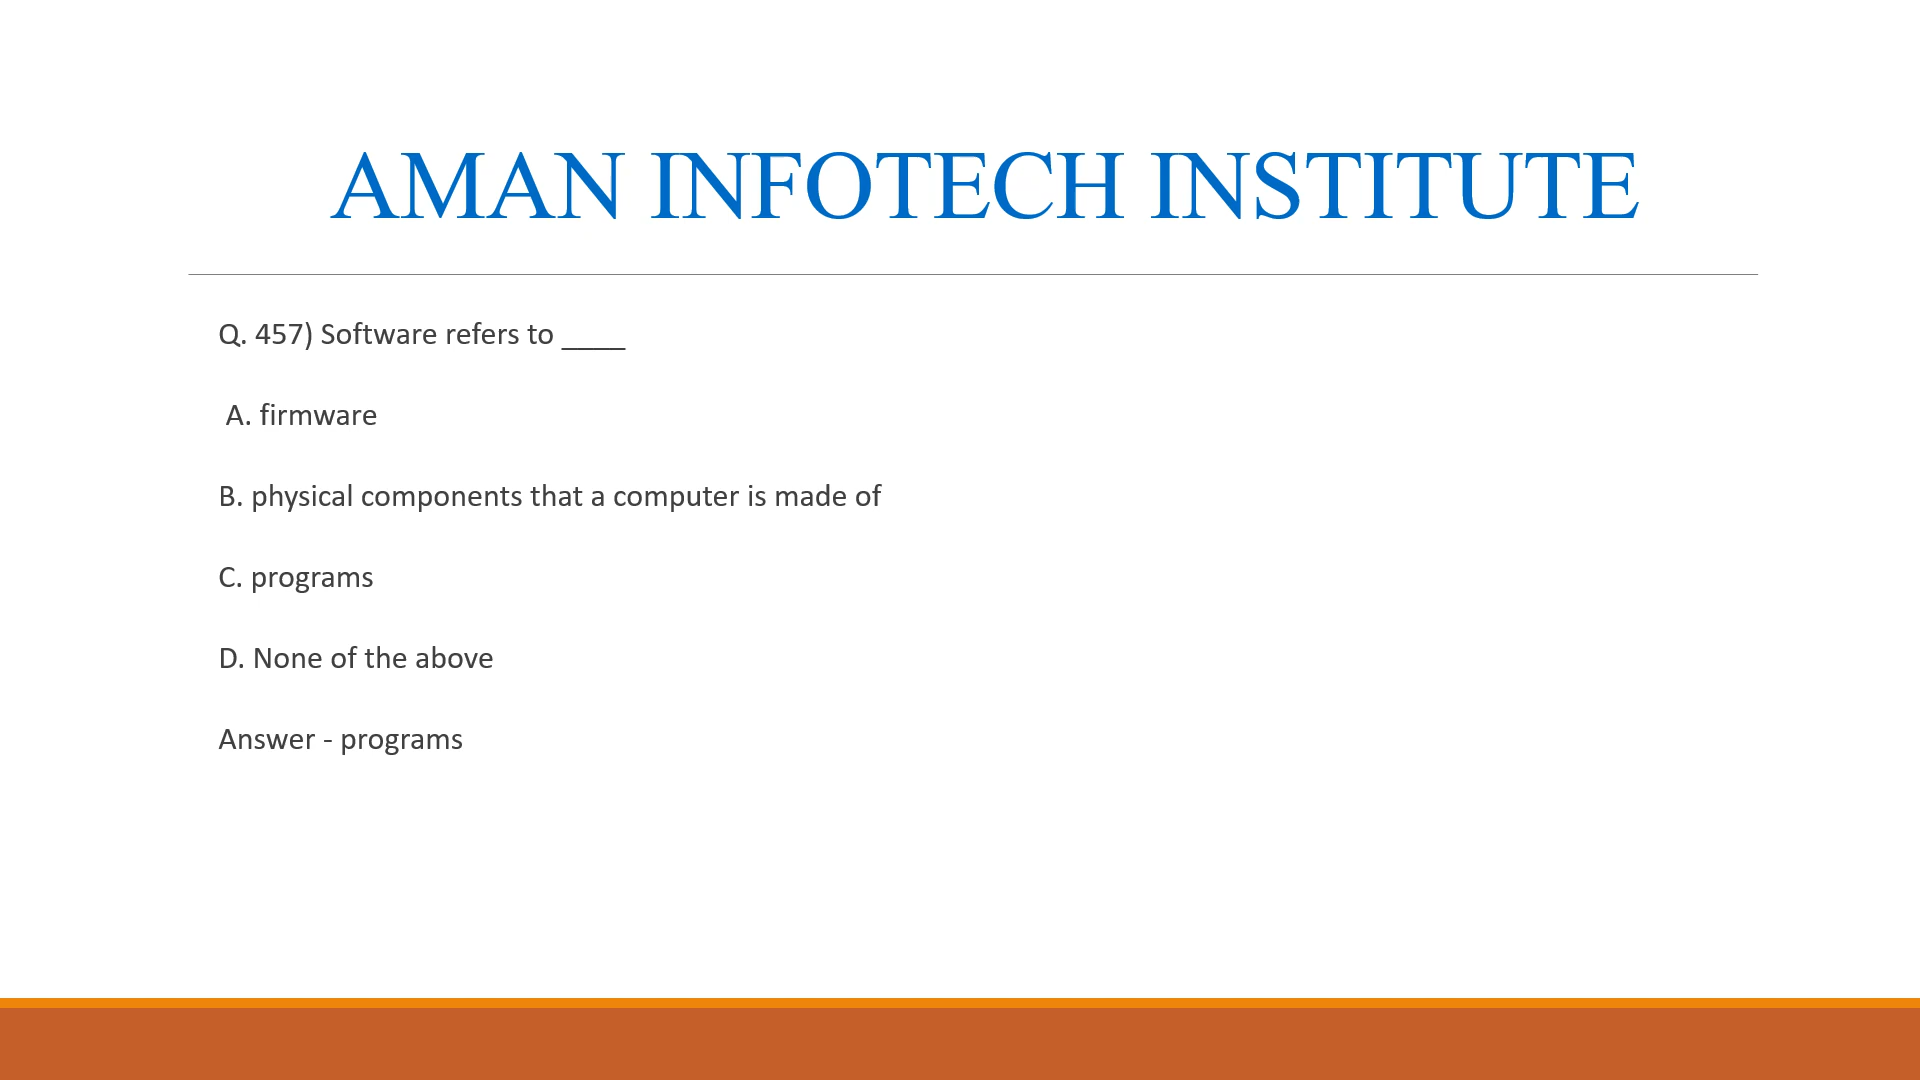 AMAN INFOTECH INSTITUTE
Q. 457) Software refers to ____
A. firmware
B. physical components that a computer is made of
C. programs
D. None of the above
Answer - programs